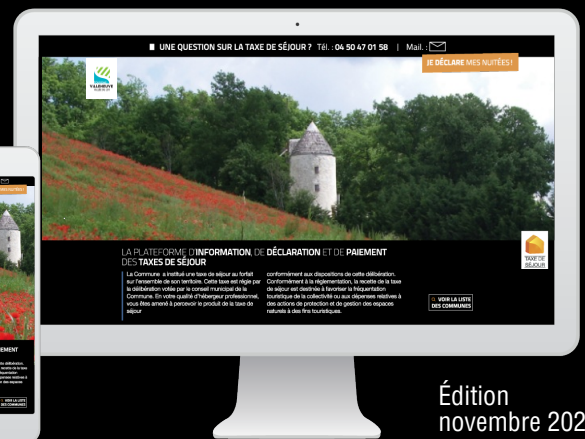 UNE QUESTION SUR LA TAXE DE SÉJOUR ? Tél. : 04 50 47 01 58 | Mail. :
JE DÉCLARE MES NUITÉES !
VILLENEUVE
LA PLATEFORME D'INFORMATION, DE DÉCLARATION ET DE PAIEMENT
DES TAXES DE SÉJOUR
La Commune a institué une taxe de séjour au forfait
sur l'ensemble de son territoire. Cette taxe est régie par
la délibération votée par le conseil municipal de la
Commune. En votre qualité d'hébergeur professionnel,
vous êtes amené à percevoir le produit de la taxe de
séjour
conformément aux dispositions de cette délibération.
Conformément à la réglementation, la recette de la taxe
de séjour est destinée à favoriser la fréquentation
touristique de la collectivité ou aux dépenses relatives à
des actions de protection et de gestion des espaces
naturels à des fins touristiques.
TAXE DE
SÉJOUR
VOIR LA LISTE
DES COMMUNES
VOIR LA LISTE
DES COMMUNES
Édition
novembre 202